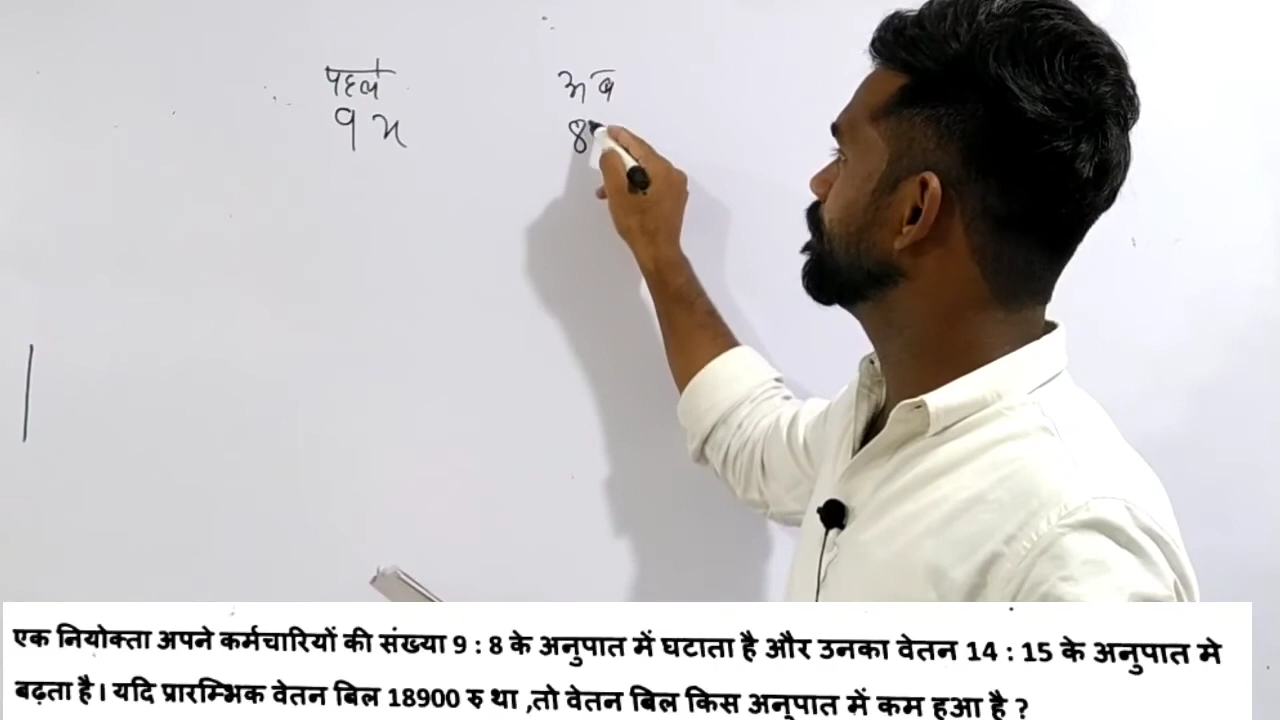 पहले अब
9x 8
एक नियोक्ता अपने कर्मचारियों की संख्या 9 : 8 के अनुपात में घटाता है और उनका वेतन 14 : 15 के अनुपात मे
बढ़ता है। यदि प्रारम्भिक वेतन बिल 18900 रु था ,तो वेतन बिल किस अनुपात में कम हुआ है ?